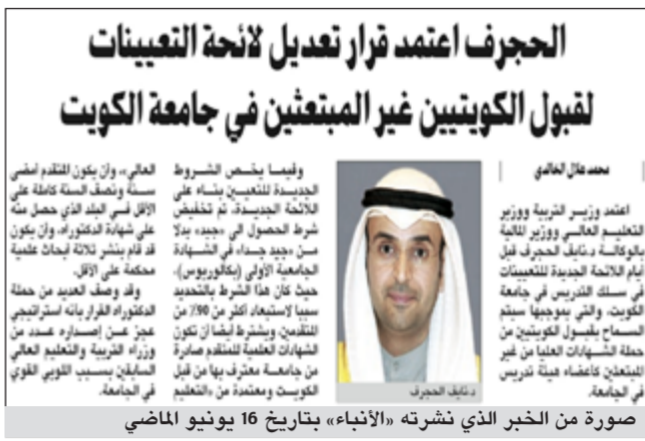 الحجرف اعتمد قرار تعديل لائحة التعيينات
لقبول الكويتيين غير المبتعثين في جامعة الكويت
محمد هلال الخالدي
اعتمد وزير التربية ووزير
التعليم العالي ووزير المالية
بالوكالة د.نايف الحجرف قبل
أيام اللائحة الجديدة للتعيينات
في سلك التدريس في جامعة
الكويت، والتي بموجبها سيتم
السماح بقبول الكويتيين من
حملة الشهادات العليا من غير
المبتعثين كأعضاء هيئة تدريس
في الجامعة.
د.نايف الحجرف
وفيما يخص الشروط
الجديدة للتعيين بناء على
اللائحة الجديدة، تم تخفيض
شرط الحصول الى «جيد» بدلا
من «جيد جدا» في الشهادة
الجامعية الأولى (بكالوريوس)،
حيث كان هذا الشرط بالتحديد
سببا لاستبعاد أكثر من 90٪ من
المتقدمين، ويشترط أيضا أن تكون
الشهادات العلمية للمتقدم صادرة
من جامعة معترف بها من قبل
الكويت ومعتمدة من «التعليم
العالي»، وأن يكون المتقدم أمضى
سنة ونصف السنة كاملة على
الأقل في البلد الذي حصل منه
على شهادة الدكتوراه، وأن يكون
قد قام بنشر ثلاثة أبحاث علمية
محكمة على الأقل.
وقد وصف العديد من حملة
الدكتوراه القرار بأنه استراتيجي
عجز عن إصداره عدد من
وزراء التربية والتعليم العالي
السابقين بسبب اللوبي القوي
في الجامعة.
صورة من الخبر الذي نشرته «الأنباء» بتاريخ 16 يونيو الماضي